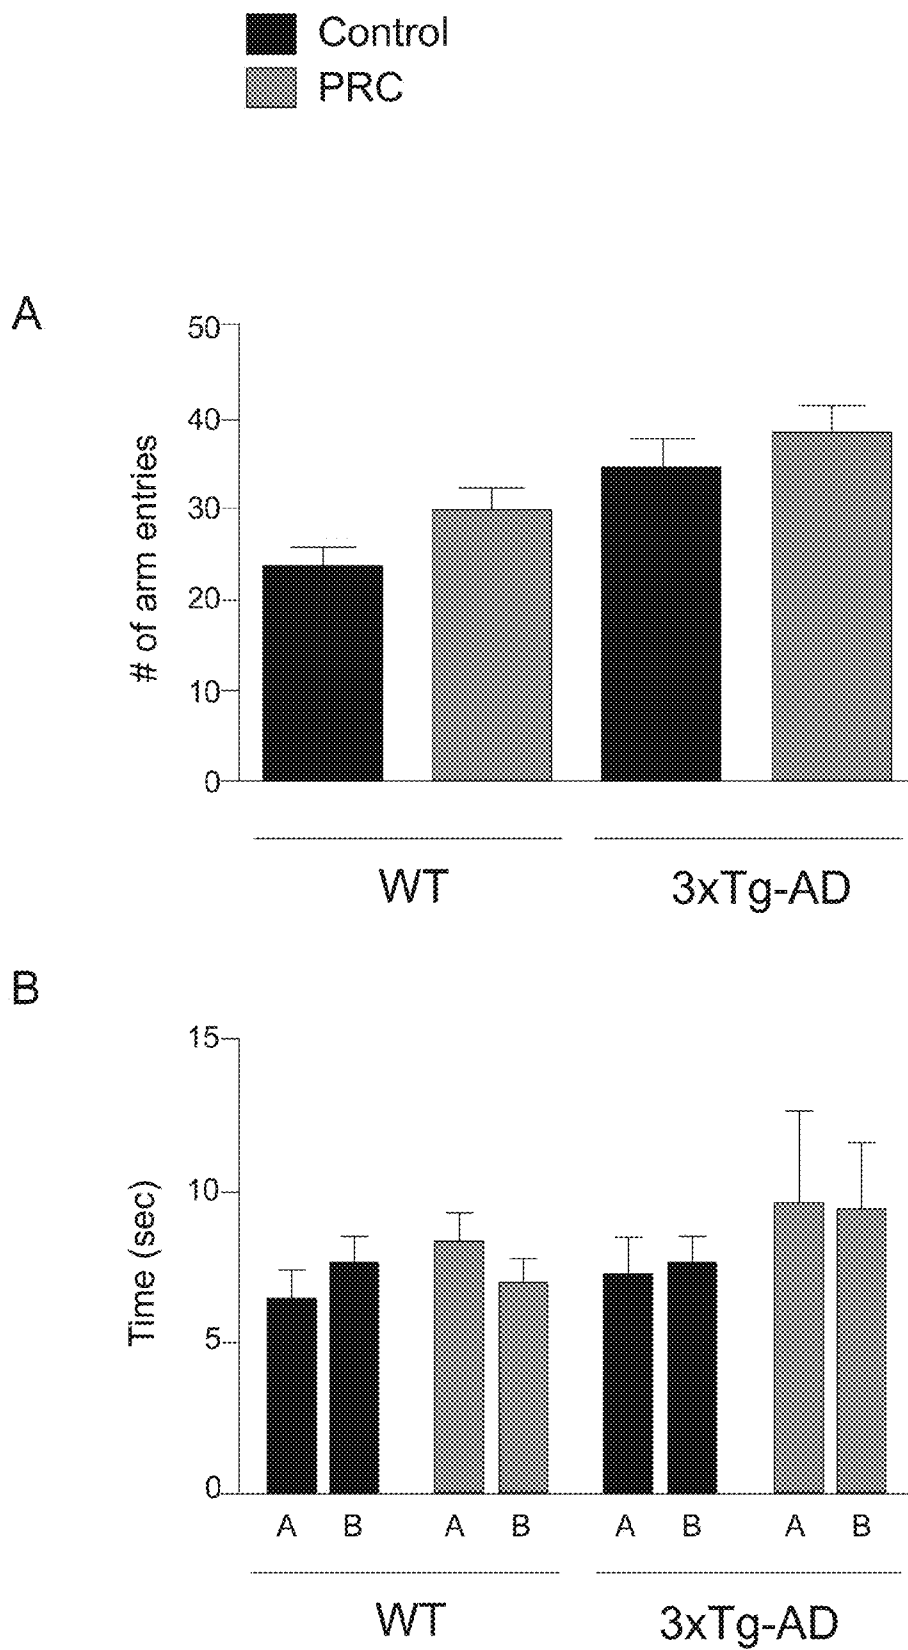 Control
PRC
A
50
40
30
20
10
0
# of arm entries
WT 3xTg-AD
B
15
10
5
0
Time (sec)
A B A B A B A B
WT 3xTg-AD